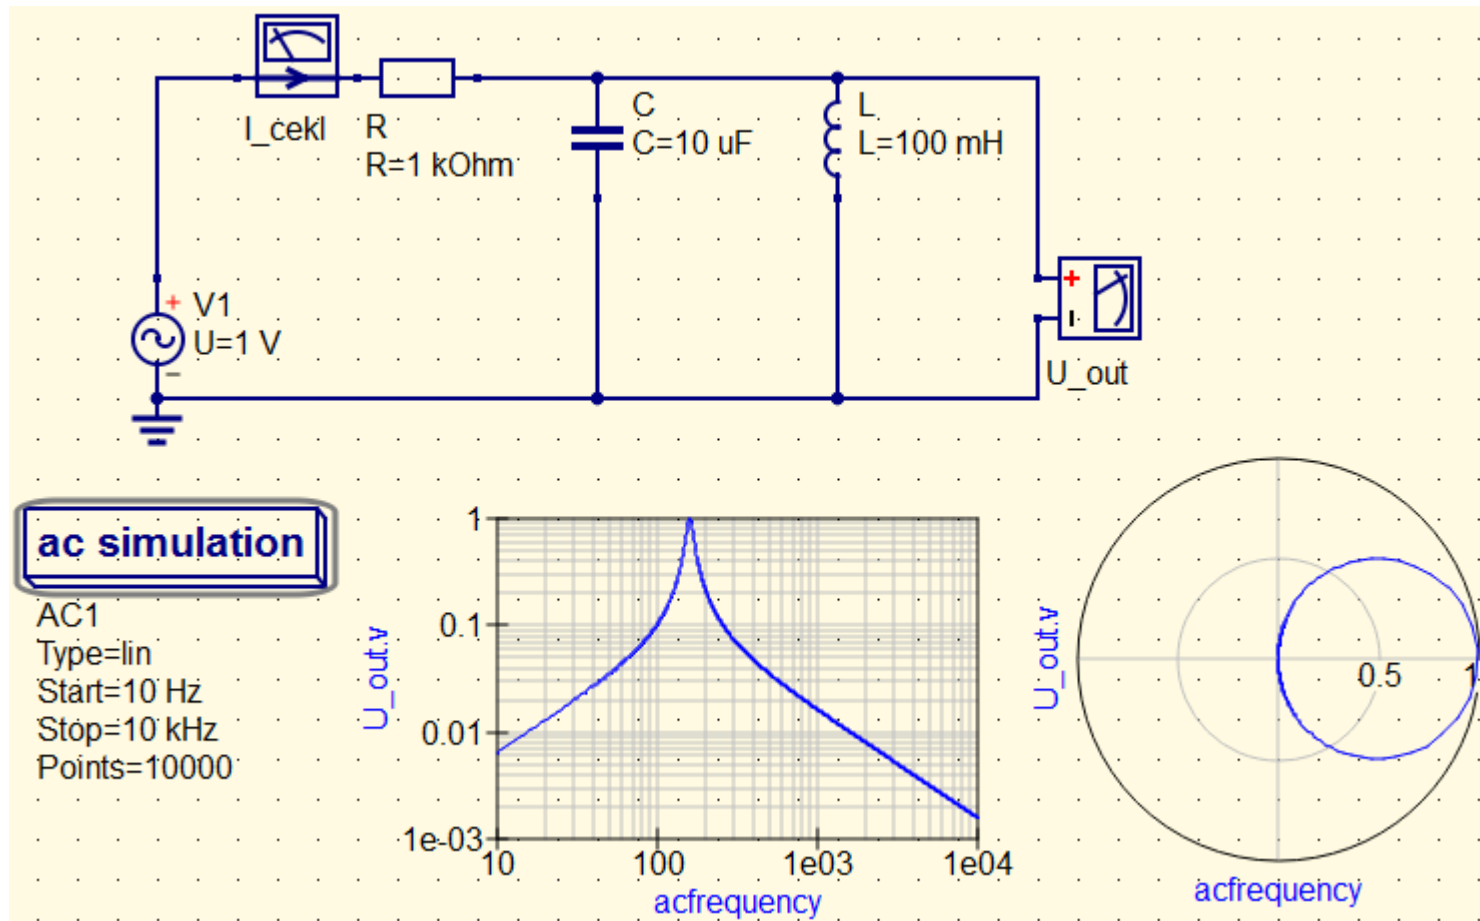 I_cekl
R
R=1 kOhm
C
C=10 uF
L
L=100 mH
+
V1
U=1 V
–
+
I
U_out
ac simulation
AC1
Type=lin
Start=10 Hz
Stop=10 kHz
Points=10000
U_out.v
1
0.1
0.01
1e-03
10
100
1e03
1e04
acfrequency
U_out.v
0.5
1
acfrequency